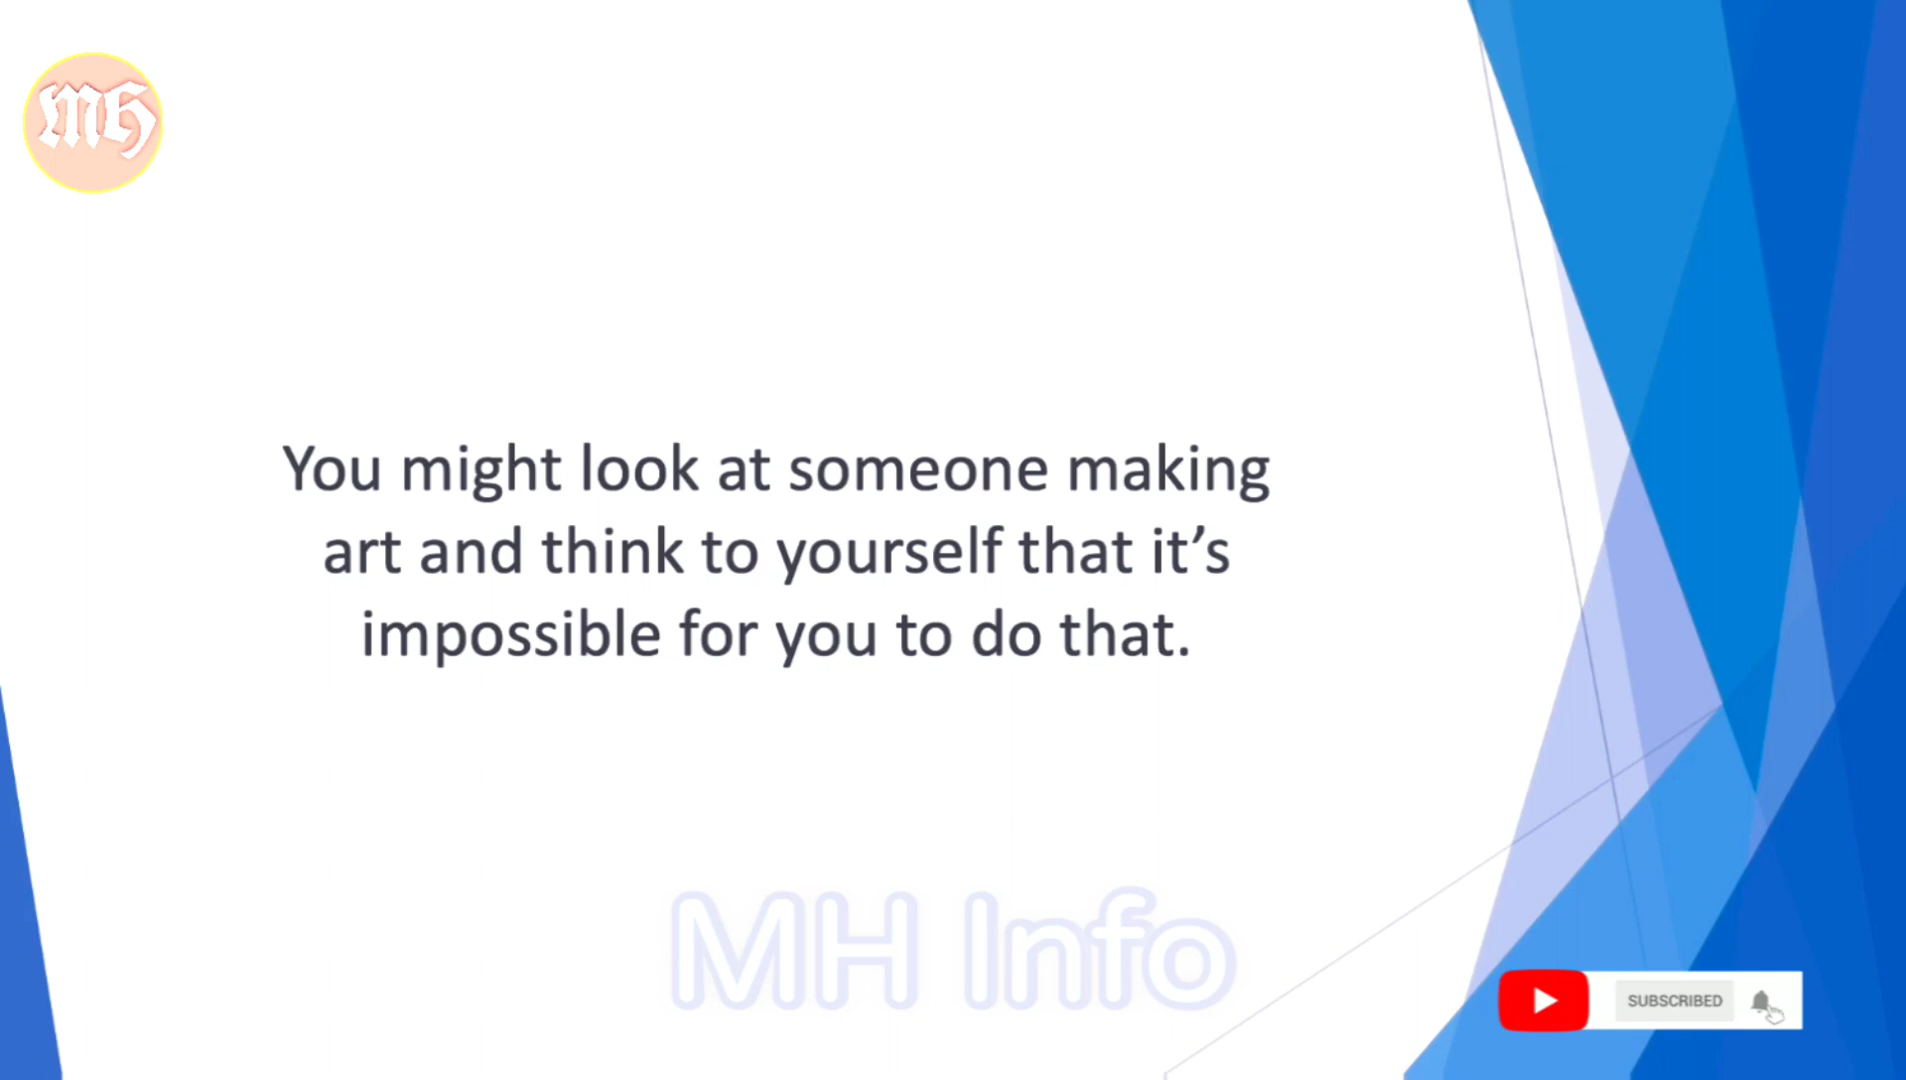 MH
You might look at someone making
art and think to yourself that it’s
impossible for you to do that.
MH Info
SUBSCRIBED